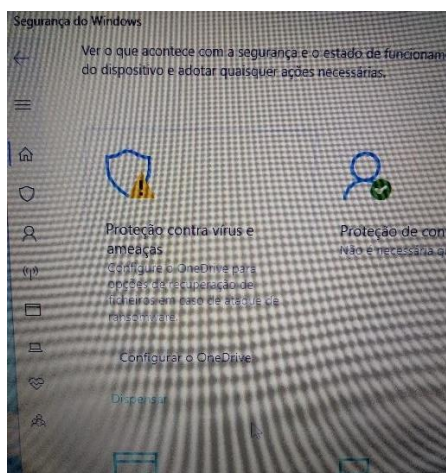 Segurança do Windows
Ver o que acontece com a segurança e o estado de funcionam
do dispositivo e adotar quaisquer ações necessárias.
Proteção contra vírus e
ameaças
Configure o OneDrive para
opções de recuperação de
ficheiros em caso de ataque de
ransomware.
Configurar o OneDrive
Dispensar
Proteção de con
Não é necessária q